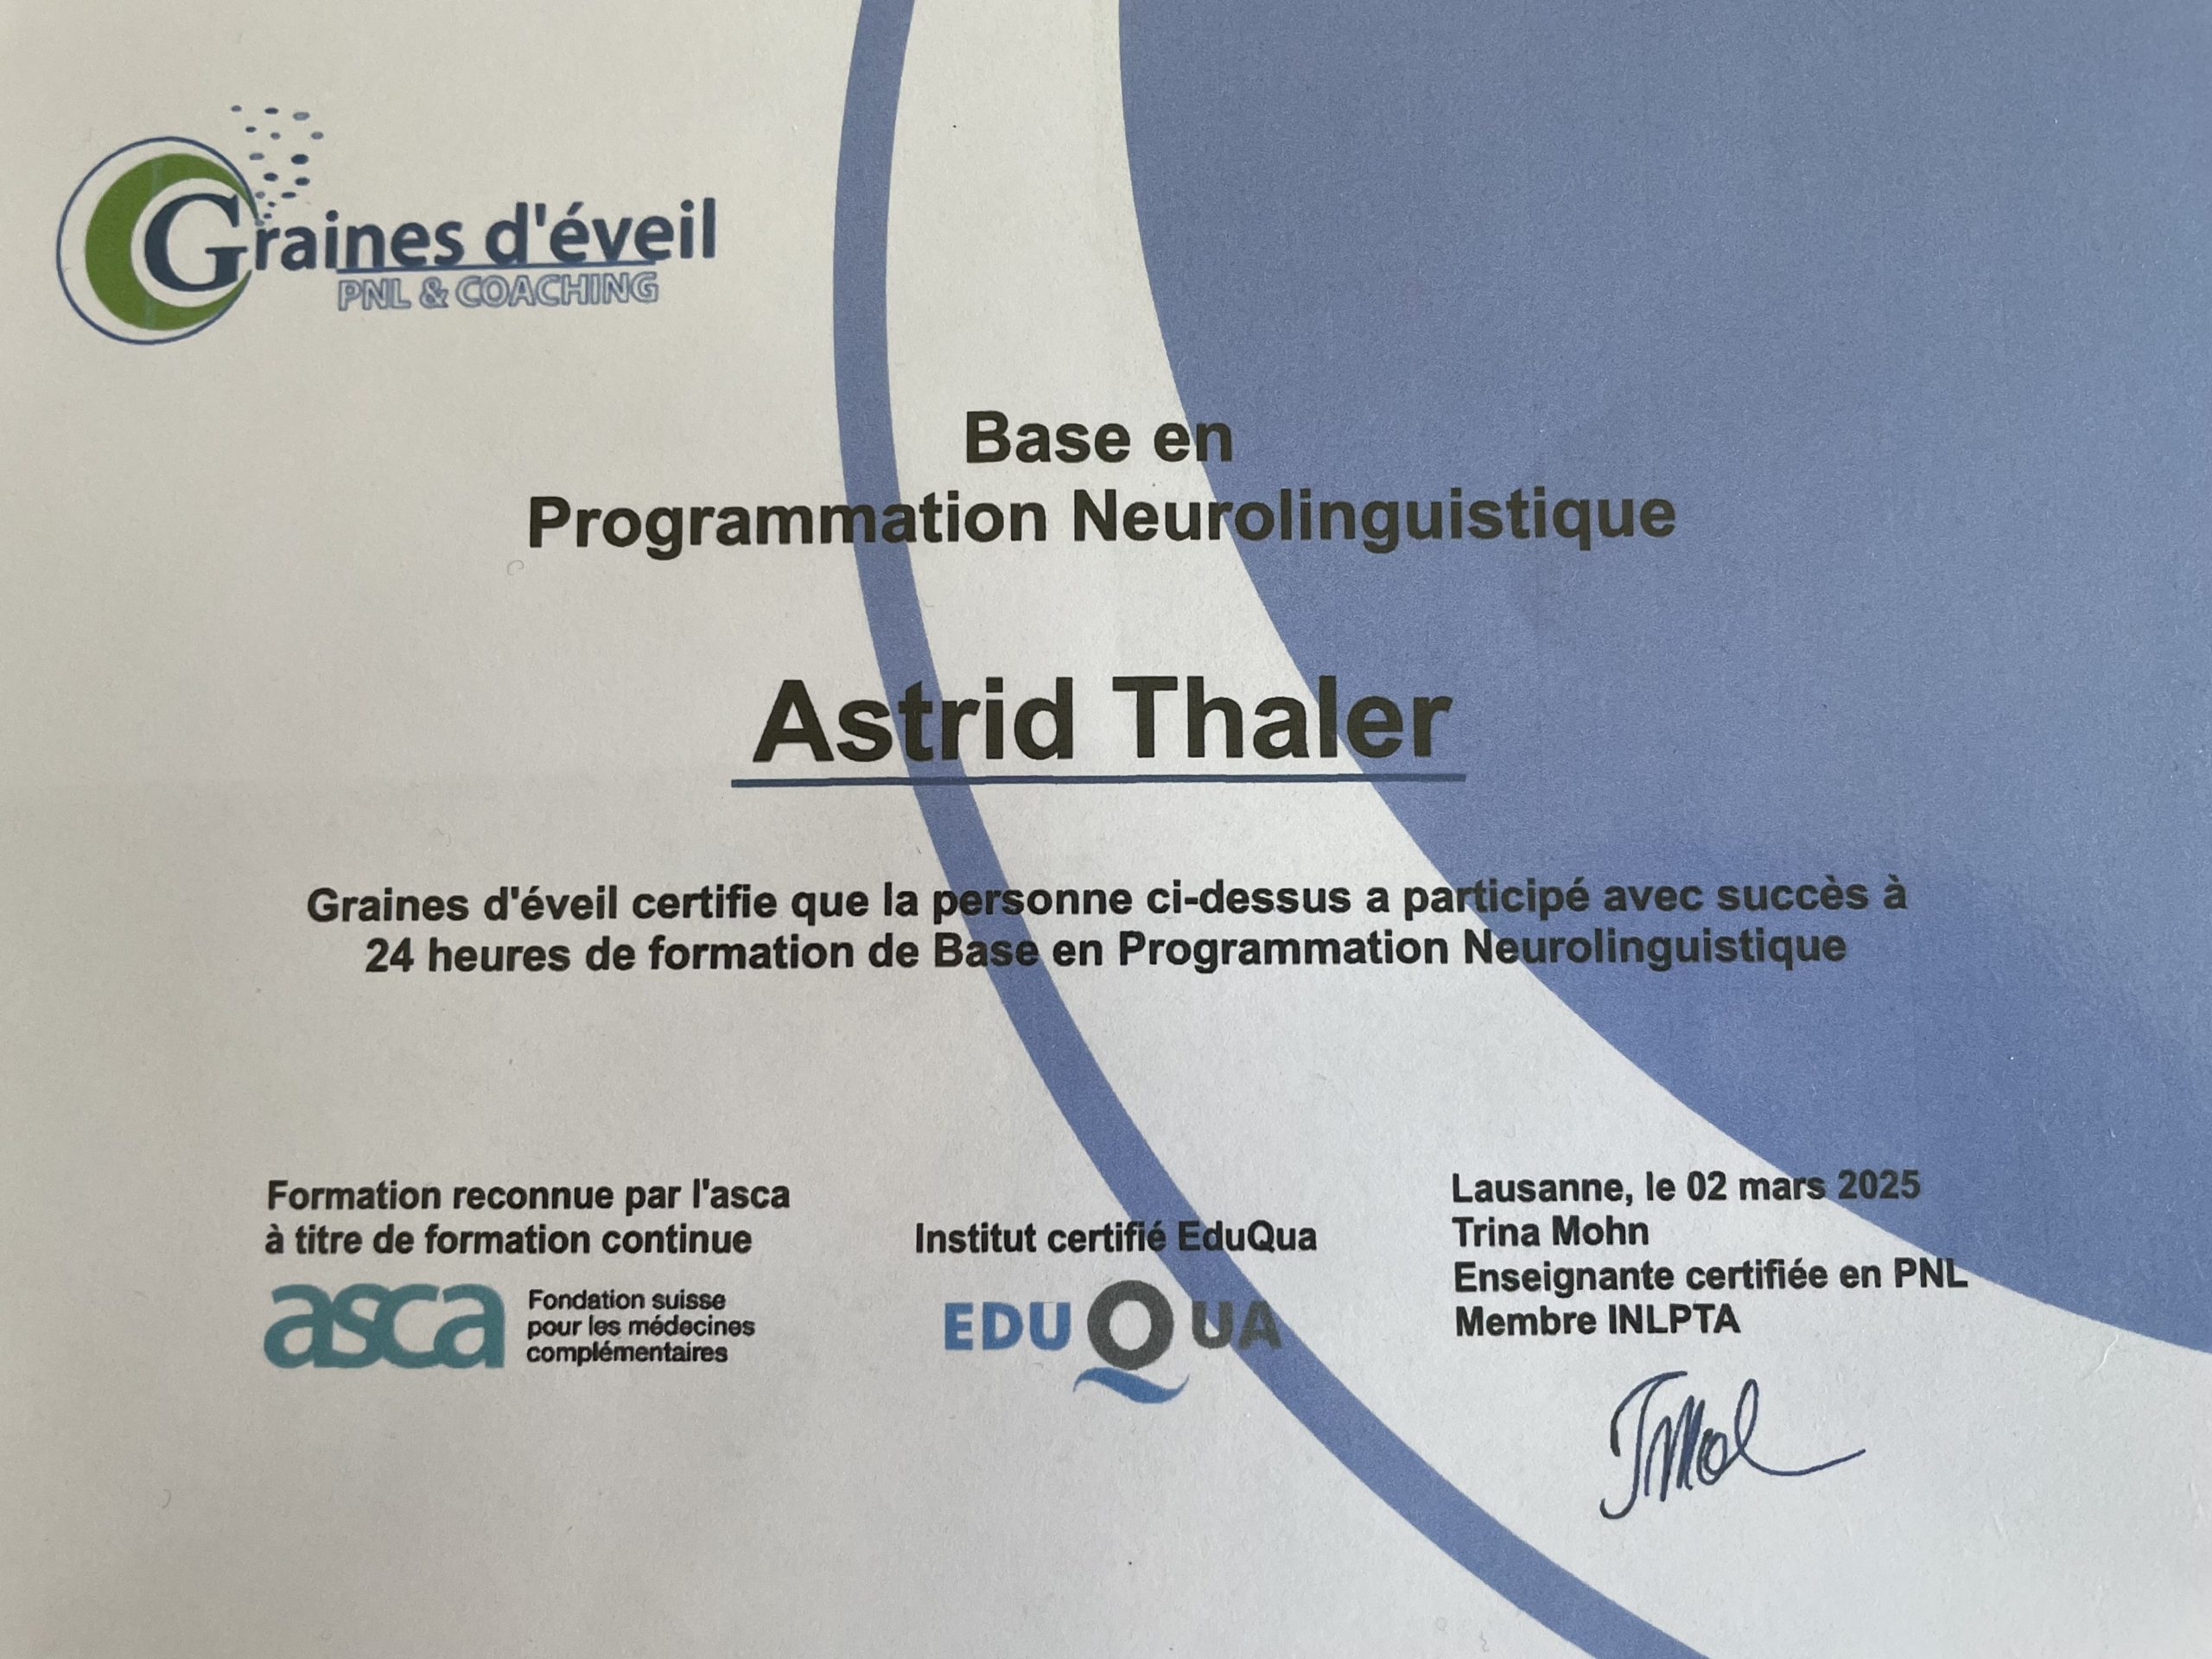 Graines d'éveil
PNL & COACHING
Base en
Programmation Neurolinguistique
Astrid Thaler
Graines d'éveil certifie que la personne ci-dessus a participé avec succès à
24 heures de formation de Base en Programmation Neurolinguistique
Formation reconnue par l'asca
à titre de formation continue
asca
Fondation suisse
pour les médecines
complémentaires
Institut certifié EduQua
EDUQUA
Lausanne, le 02 mars 2025
Trina Mohn
Enseignante certifiée en PNL
Membre INLPTA